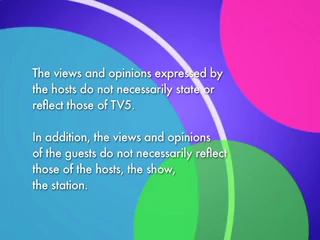 The views and opinions expressed by
the hosts do not necessarily state or
reflect those of TV5.
In addition, the views and opinions
of the guests do not necessarily reflect
those of the hosts, the show,
the station.